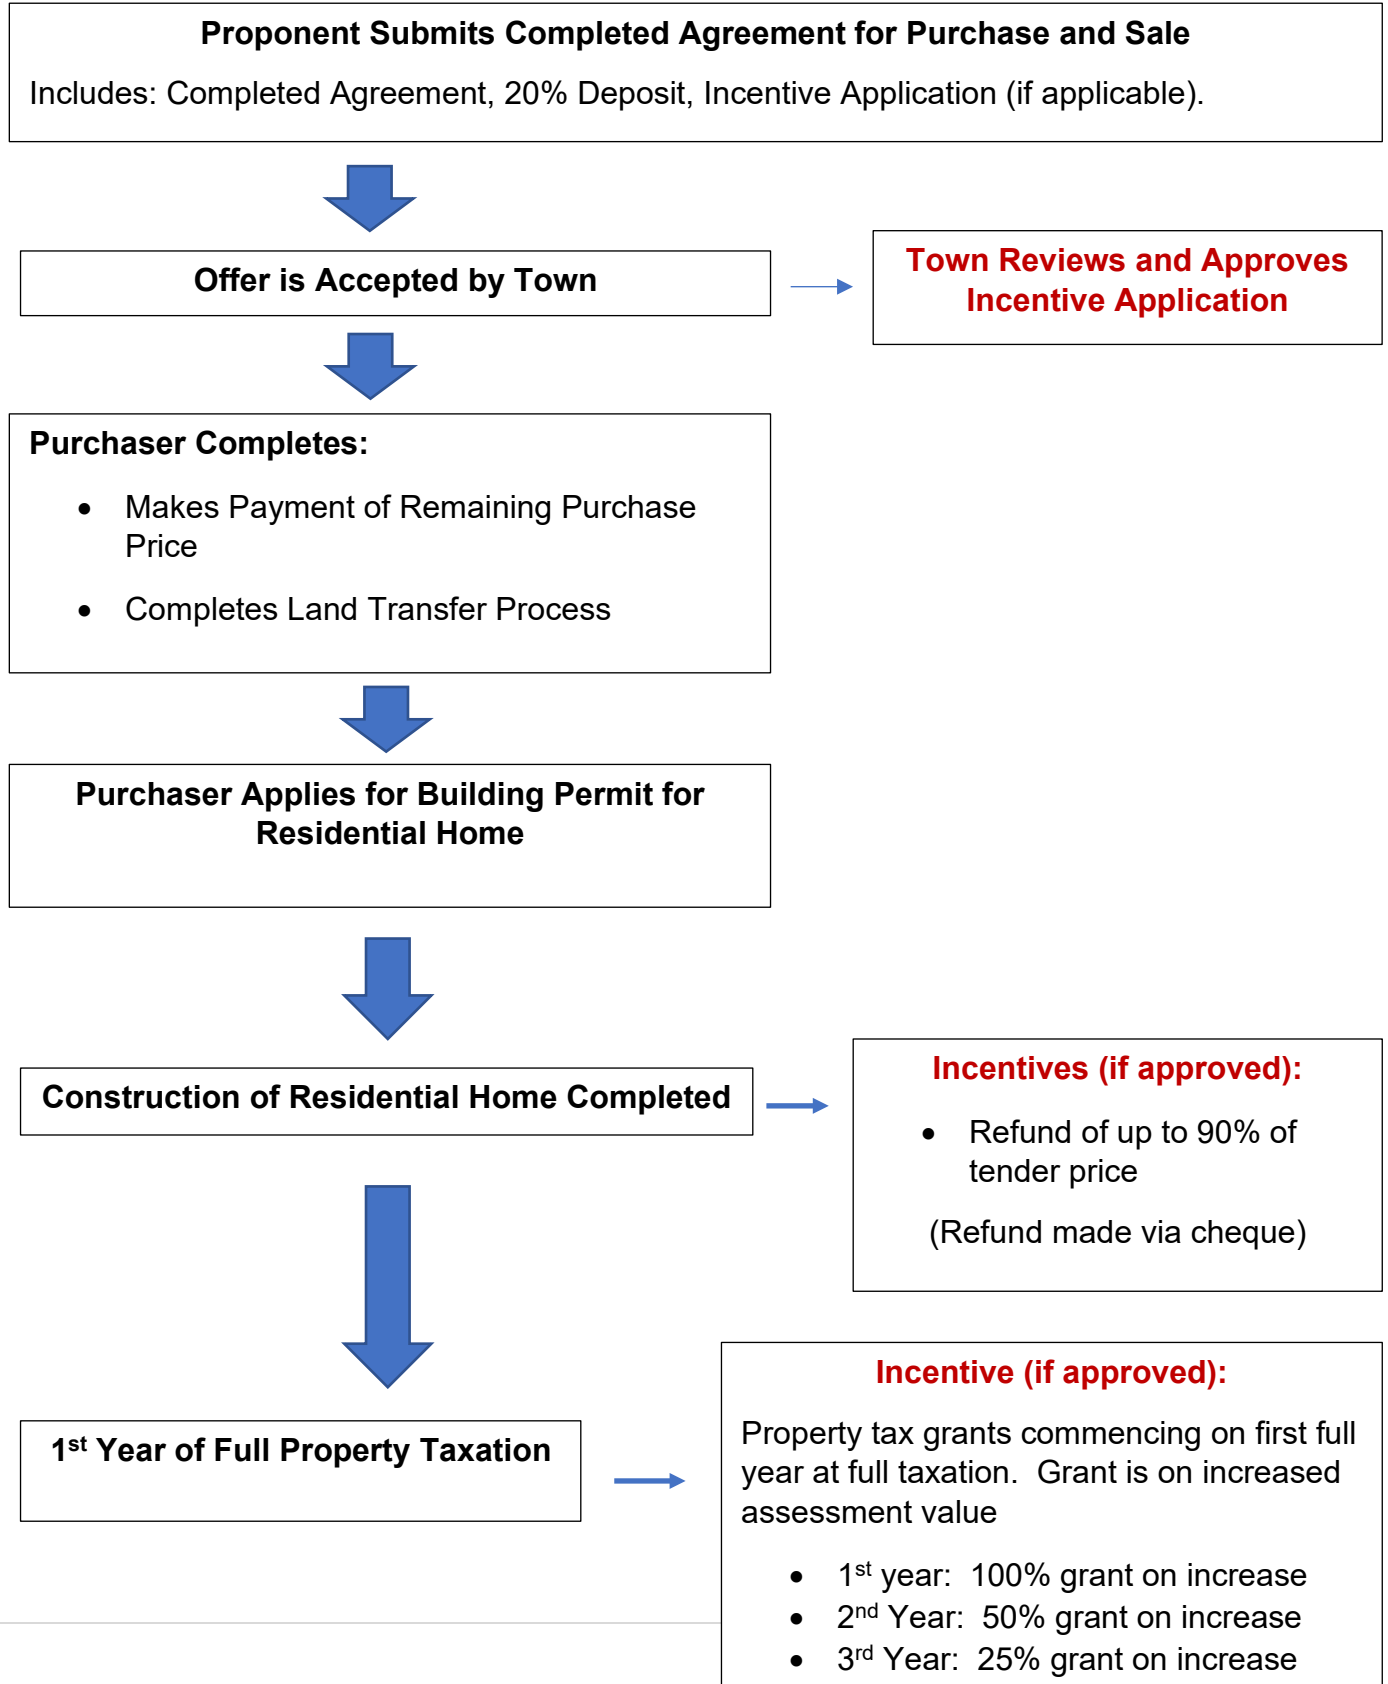 Proponent Submits Completed Agreement for Purchase and Sale
Includes: Completed Agreement, 20% Deposit, Incentive Application (if applicable).
Offer is Accepted by Town
Town Reviews and Approves
Incentive Application
Purchaser Completes:
• Makes Payment of Remaining Purchase
Price
• Completes Land Transfer Process
Purchaser Applies for Building Permit for
Residential Home
Construction of Residential Home Completed
Incentives (if approved):
• Refund of up to 90% of
tender price
(Refund made via cheque)
1st Year of Full Property Taxation
Incentive (if approved):
Property tax grants commencing on first full
year at full taxation.  Grant is on increased
assessment value
• 1st year:  100% grant on increase
• 2nd Year:  50% grant on increase
• 3rd Year:  25% grant on increase